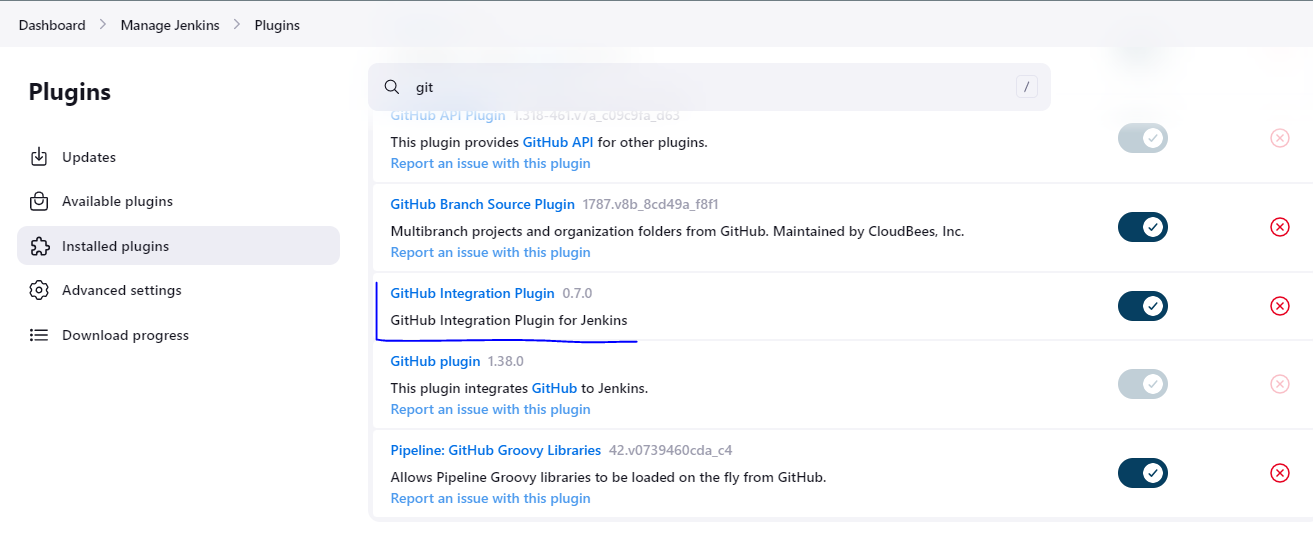 Dashboard > Manage Jenkins > Plugins
Plugins
git
/
Updates
Available plugins
Installed plugins
Advanced settings
Download progress
GitHub API Plugin 1.318-461.v7a_c09c9fa_d63
This plugin provides GitHub API for other plugins.
Report an issue with this plugin
GitHub Branch Source Plugin 1787.v8b_8cd49a_f8f1
Multibranch projects and organization folders from GitHub. Maintained by CloudBees, Inc.
Report an issue with this plugin
GitHub Integration Plugin 0.7.0
GitHub Integration Plugin for Jenkins
GitHub plugin 1.38.0
This plugin integrates GitHub to Jenkins.
Report an issue with this plugin
Pipeline: GitHub Groovy Libraries 42.v0739460cda_c4
Allows Pipeline Groovy libraries to be loaded on the fly from GitHub.
Report an issue with this plugin